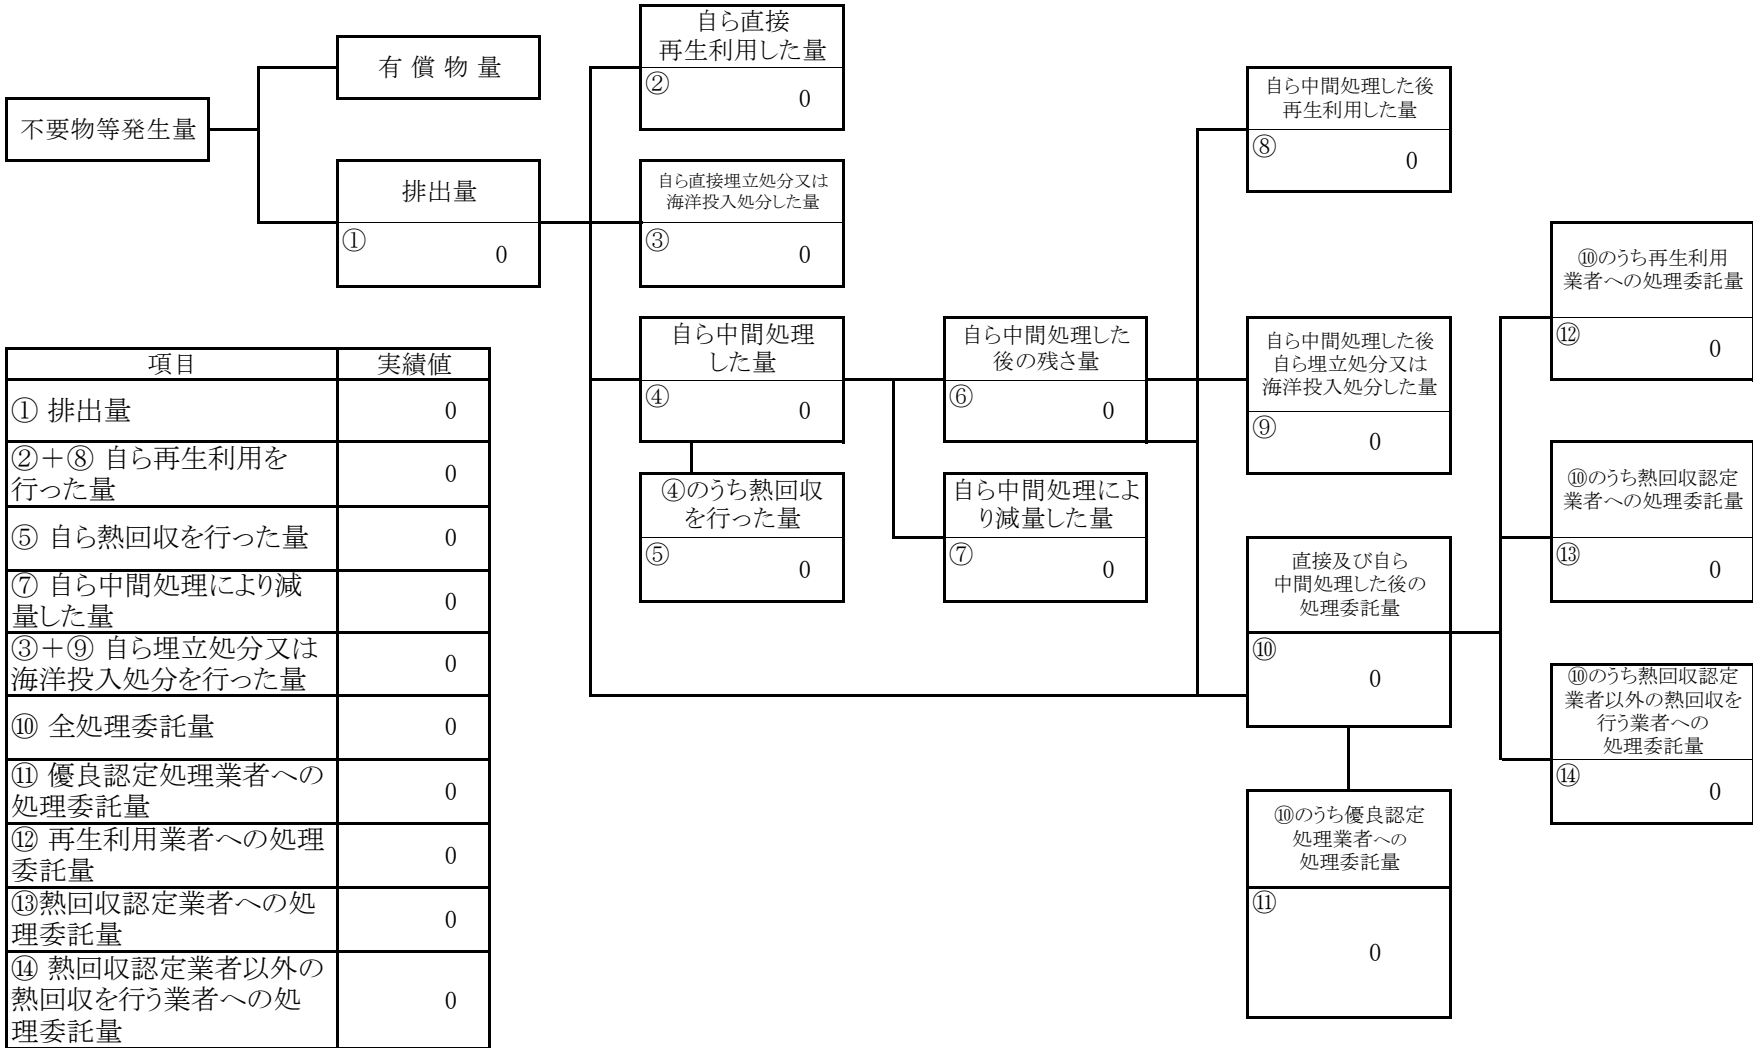 不要物等発生量
有 償 物 量
排出量
①
0
自ら直接
再生利用した量
②
0
自ら直接埋立処分又は
海洋投入処分した量
③
0
自ら中間処理
した量
④
0
④のうち熱回収
を行った量
⑤
0
自ら中間処理した
後の残さ量
⑥
0
自ら中間処理によ
り減量した量
⑦
0
自ら中間処理した後
再生利用した量
⑧
0
自ら中間処理した後
自ら埋立処分又は
海洋投入処分した量
⑨
0
直接及び自ら
中間処理した後の
処理委託量
⑩
0
⑩のうち優良認定
処理業者への
処理委託量
⑪
0
⑩のうち再生利用
業者への処理委託量
⑫
0
⑩のうち熱回収認定
業者への処理委託量
⑬
0
⑩のうち熱回収認定
業者以外の熱回収を
行う業者への
処理委託量
⑭
0
項目 実績値
① 排出量 0
②＋⑧ 自ら再生利用を
行った量 0
⑤ 自ら熱回収を行った量 0
⑦ 自ら中間処理により減
量した量 0
③＋⑨ 自ら埋立処分又は
海洋投入処分を行った量 0
⑩ 全処理委託量 0
⑪ 優良認定処理業者への
処理委託量 0
⑫ 再生利用業者への処理
委託量 0
⑬熱回収認定業者への処
理委託量 0
⑭ 熱回収認定業者以外の
熱回収を行う業者への処
理委託量 0